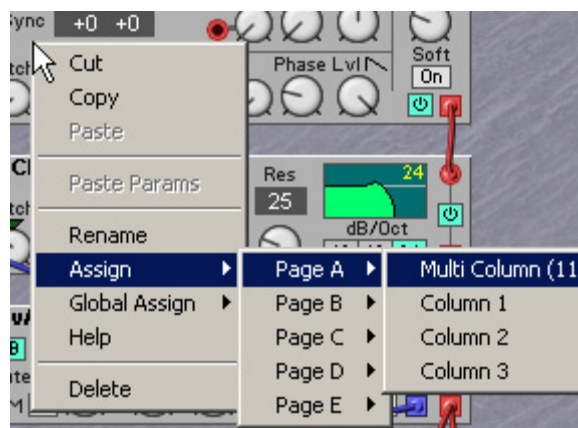 ync +0 +0
Soft
Phase Lvl
On
Cut
Copy
Paste
Paste Params
Rename
Assign
Global Assign
Help
Delete
Res
24
25
dB/Oct
Page A
Page B
Page C
Page D
Page E
Multi Column (11
Column 1
Column 2
Column 3
M